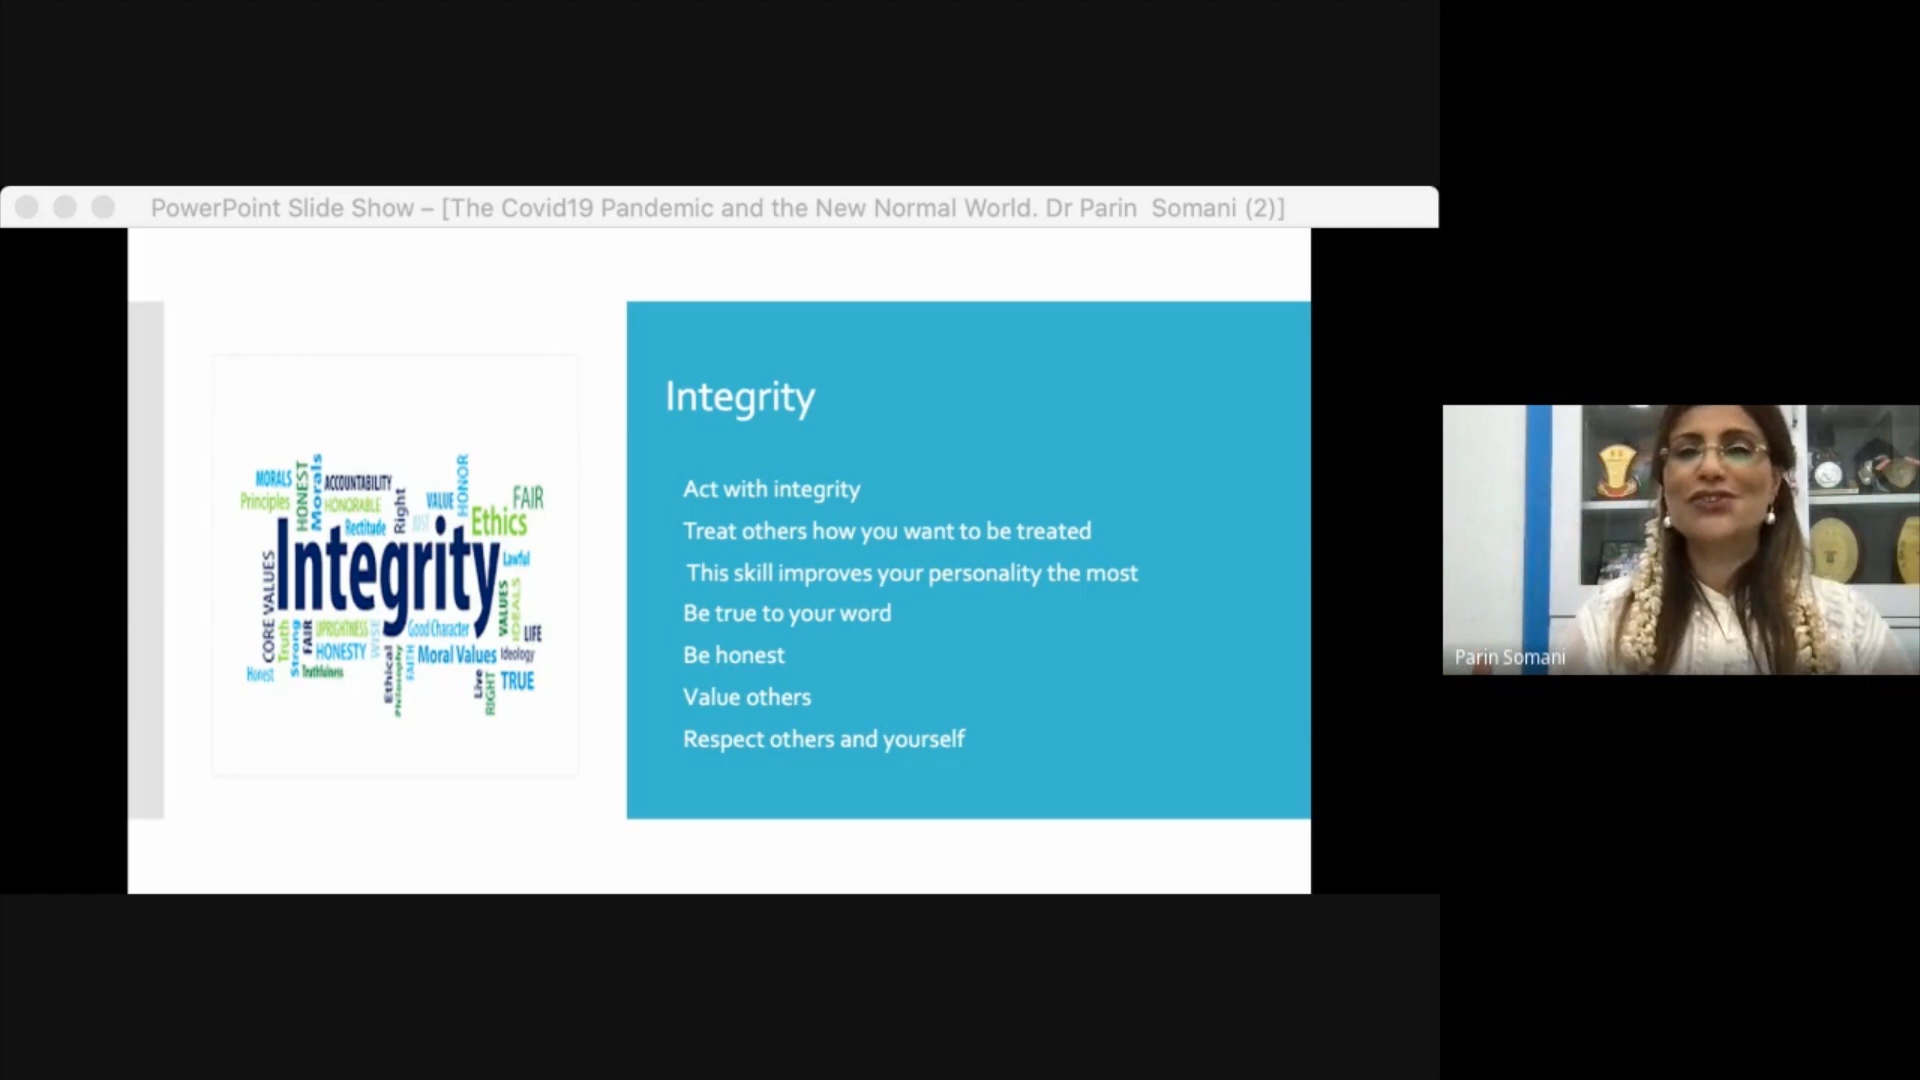 PowerPoint Slide Show – [The Covid19 Pandemic and the New Normal World. Dr Parin  Somani (2)]
Integrity
Act with integrity
Treat others how you want to be treated
This skill improves your personality the most
Be true to your word
Be honest
Value others
Respect others and yourself
MORALS
Principles
HONEST
Morals
ACCOUNTABILITY
HONORABLE
Rectitude
Right
JUST
VALUE
HONOR
Ethics
FAIR
Integrity
Lawful
CORE VALUES
VALUES
IDEALS
Truth
Strong
FAIR
UPRIGHTNESS
WISE
Good Character
LIFE
HONESTY
Moral Values
Ideology
Honest
Truthfulness
Ethical
Philosophy
FAITH
Live
RIGHT
TRUE
Parin Somani